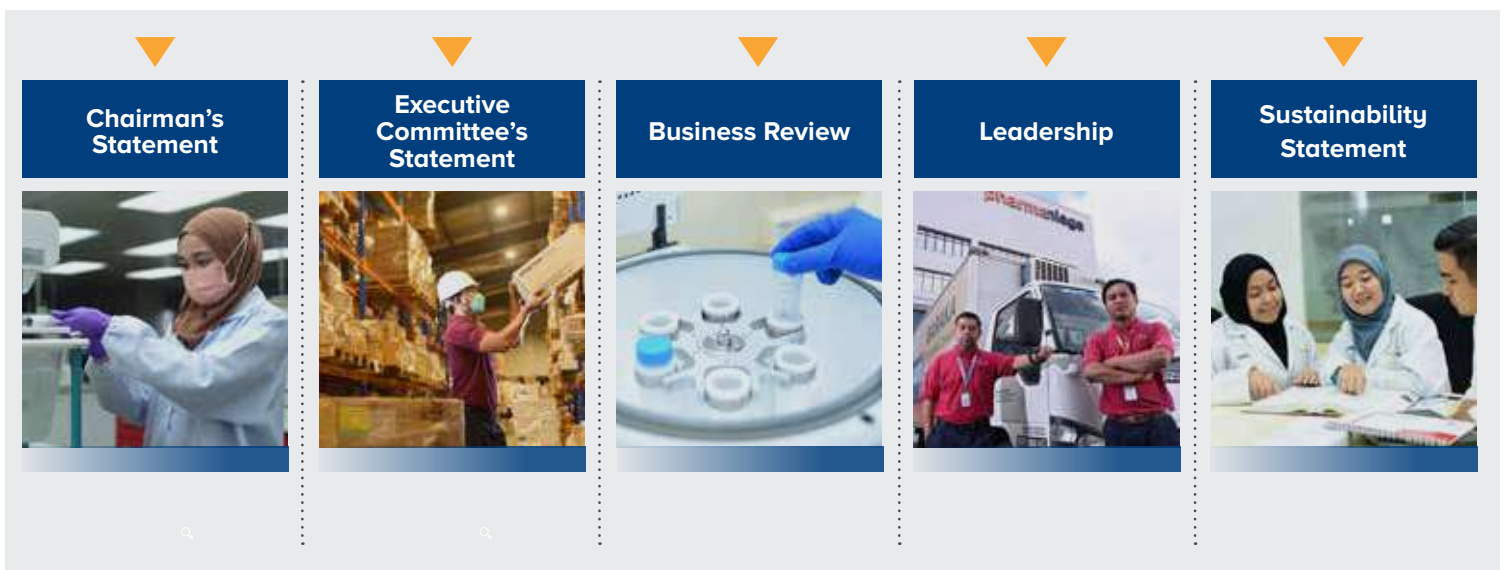 Chairman's
Statement
Executive
Committee's
Statement
Business Review
Leadership
Sustainability
Statement
pharmaniaga